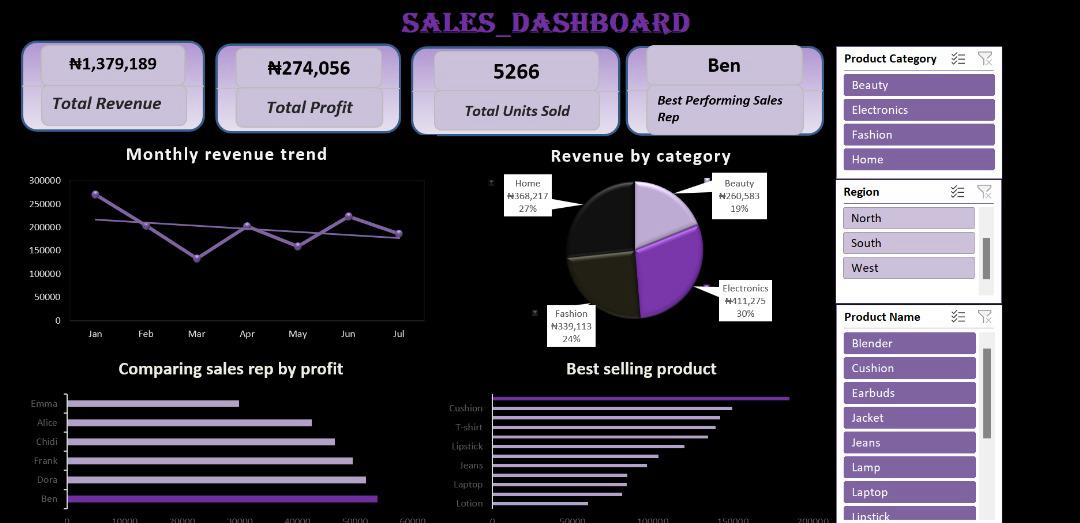 SALES_DASHBOARD
₦1,379,189
Total Revenue
₦274,056
Total Profit
5266
Total Units Sold
Ben
Best Performing Sales
Rep
Monthly revenue trend
300000
250000
200000
150000
100000
50000
0
Jan Feb Mar Apr May Jun Jul
Revenue by category
Home
₦368,217
27%
Beauty
₦260,583
19%
Electronics
₦411,275
30%
Fashion
₦339,113
24%
Comparing sales rep by profit
Emma
Alice
Chidi
Frank
Dora
Ben
0 10000 20000 30000 40000 50000 60000
Best selling product
Cushion
T-shirt
Lipstick
Jeans
Laptop
Lotion
0 50000 100000 150000 200000
Product Category
Beauty
Electronics
Fashion
Home
Region
North
South
West
Product Name
Blender
Cushion
Earbuds
Jacket
Jeans
Lamp
Laptop
Lipstick